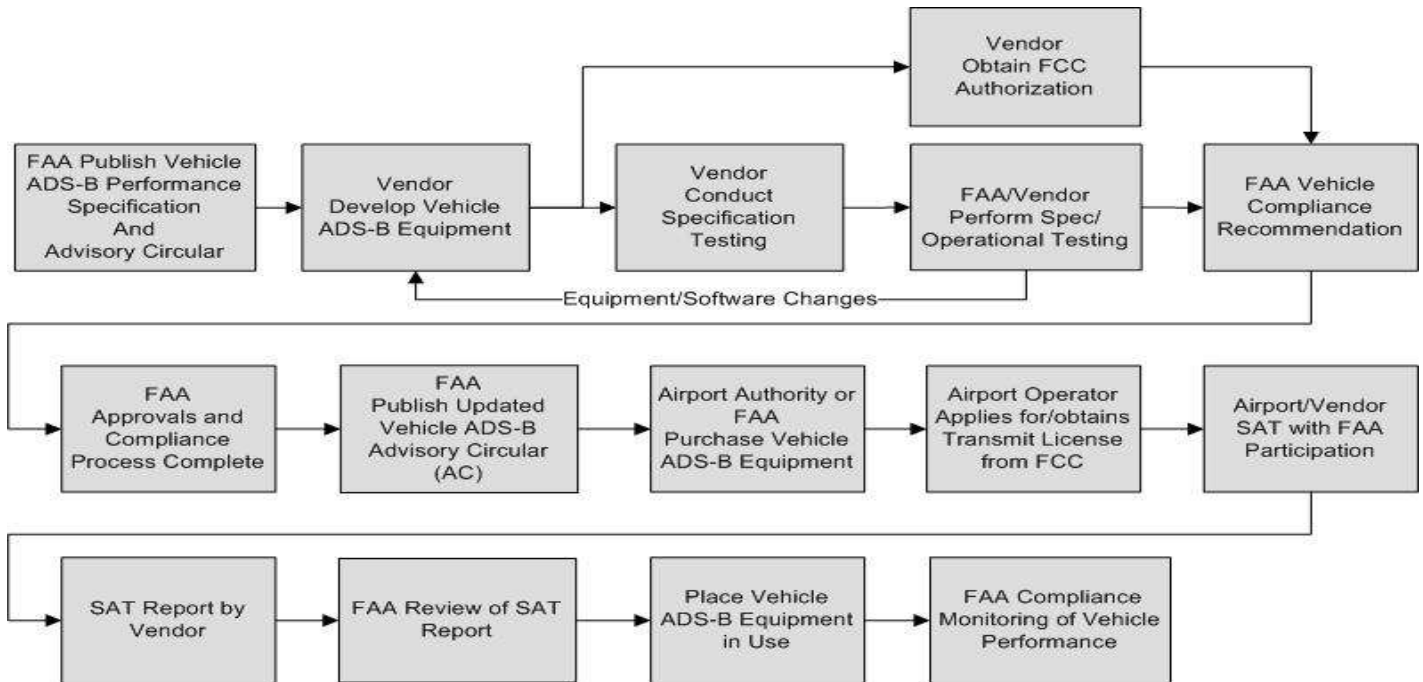 Vendor
Obtain FCC
Authorization
FAA Publish Vehicle
ADS-B Performance
Specification
And
Advisory Circular
Vendor
Develop Vehicle
ADS-B Equipment
Vendor
Conduct
Specification
Testing
FAA/Vendor
Perform Spec/
Operational Testing
FAA Vehicle
Compliance
Recommendation
Equipment/Software Changes
FAA
Approvals and
Compliance
Process Complete
FAA
Publish Updated
Vehicle ADS-B
Advisory Circular
(AC)
Airport Authority or
FAA
Purchase Vehicle
ADS-B Equipment
Airport Operator
Applies for/obtains
Transmit License
from FCC
Airport/Vendor
SAT with FAA
Participation
SAT Report by
Vendor
FAA Review of SAT
Report
Place Vehicle
ADS-B Equipment
in Use
FAA Compliance
Monitoring of Vehicle
Performance